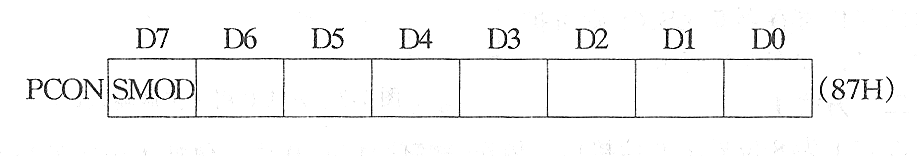 D7 D6 D5 D4 D3 D2 D1 D0
PCON SMOD (87H)